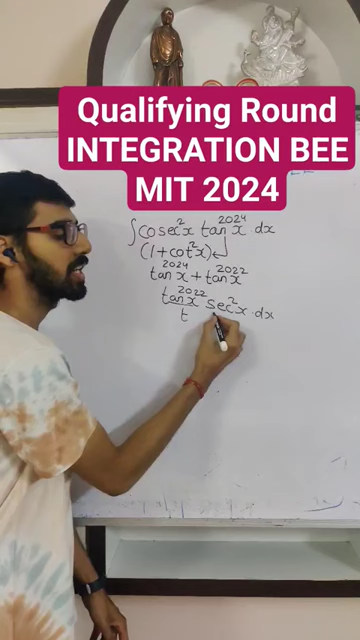 Qualifying Round
INTEGRATION BEE
MIT 2024
∫cosec²x tan²⁰²⁴x dx
(1+cot²x)
tan²⁰²⁴x + tan²⁰²²x
tan²⁰²²x sec²x·dx
t